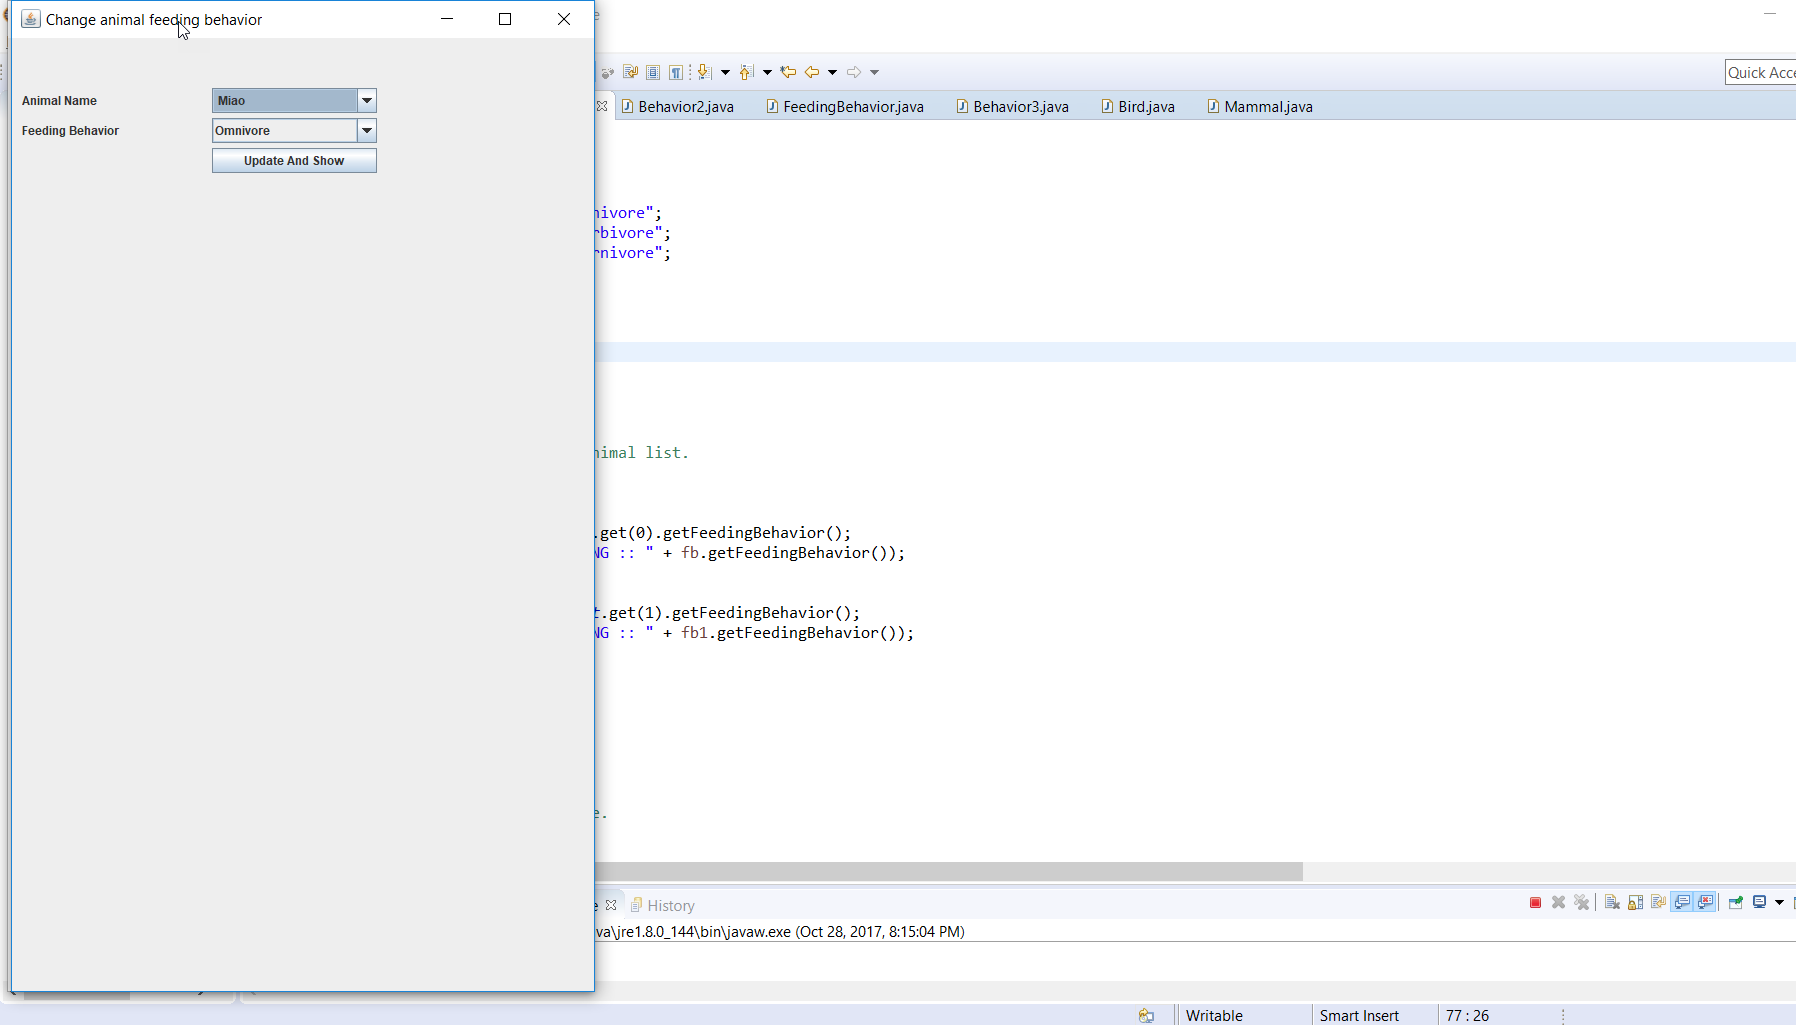 Change animal feeding behavior
Animal Name
Miao
Feeding Behavior
Omnivore
Update And Show
Quick Acce
Behavior2.java
FeedingBehavior.java
Behavior3.java
Bird.java
Mammal.java
nivore";
rbivore";
rnivore";
nimal list.
.get(0).getFeedingBehavior();
NG :: " + fb.getFeedingBehavior());
t.get(1).getFeedingBehavior();
NG :: " + fb1.getFeedingBehavior());
e.
e
History
va\jre1.8.0_144\bin\javaw.exe (Oct 28, 2017, 8:15:04 PM)
Writable
Smart Insert
77 : 26